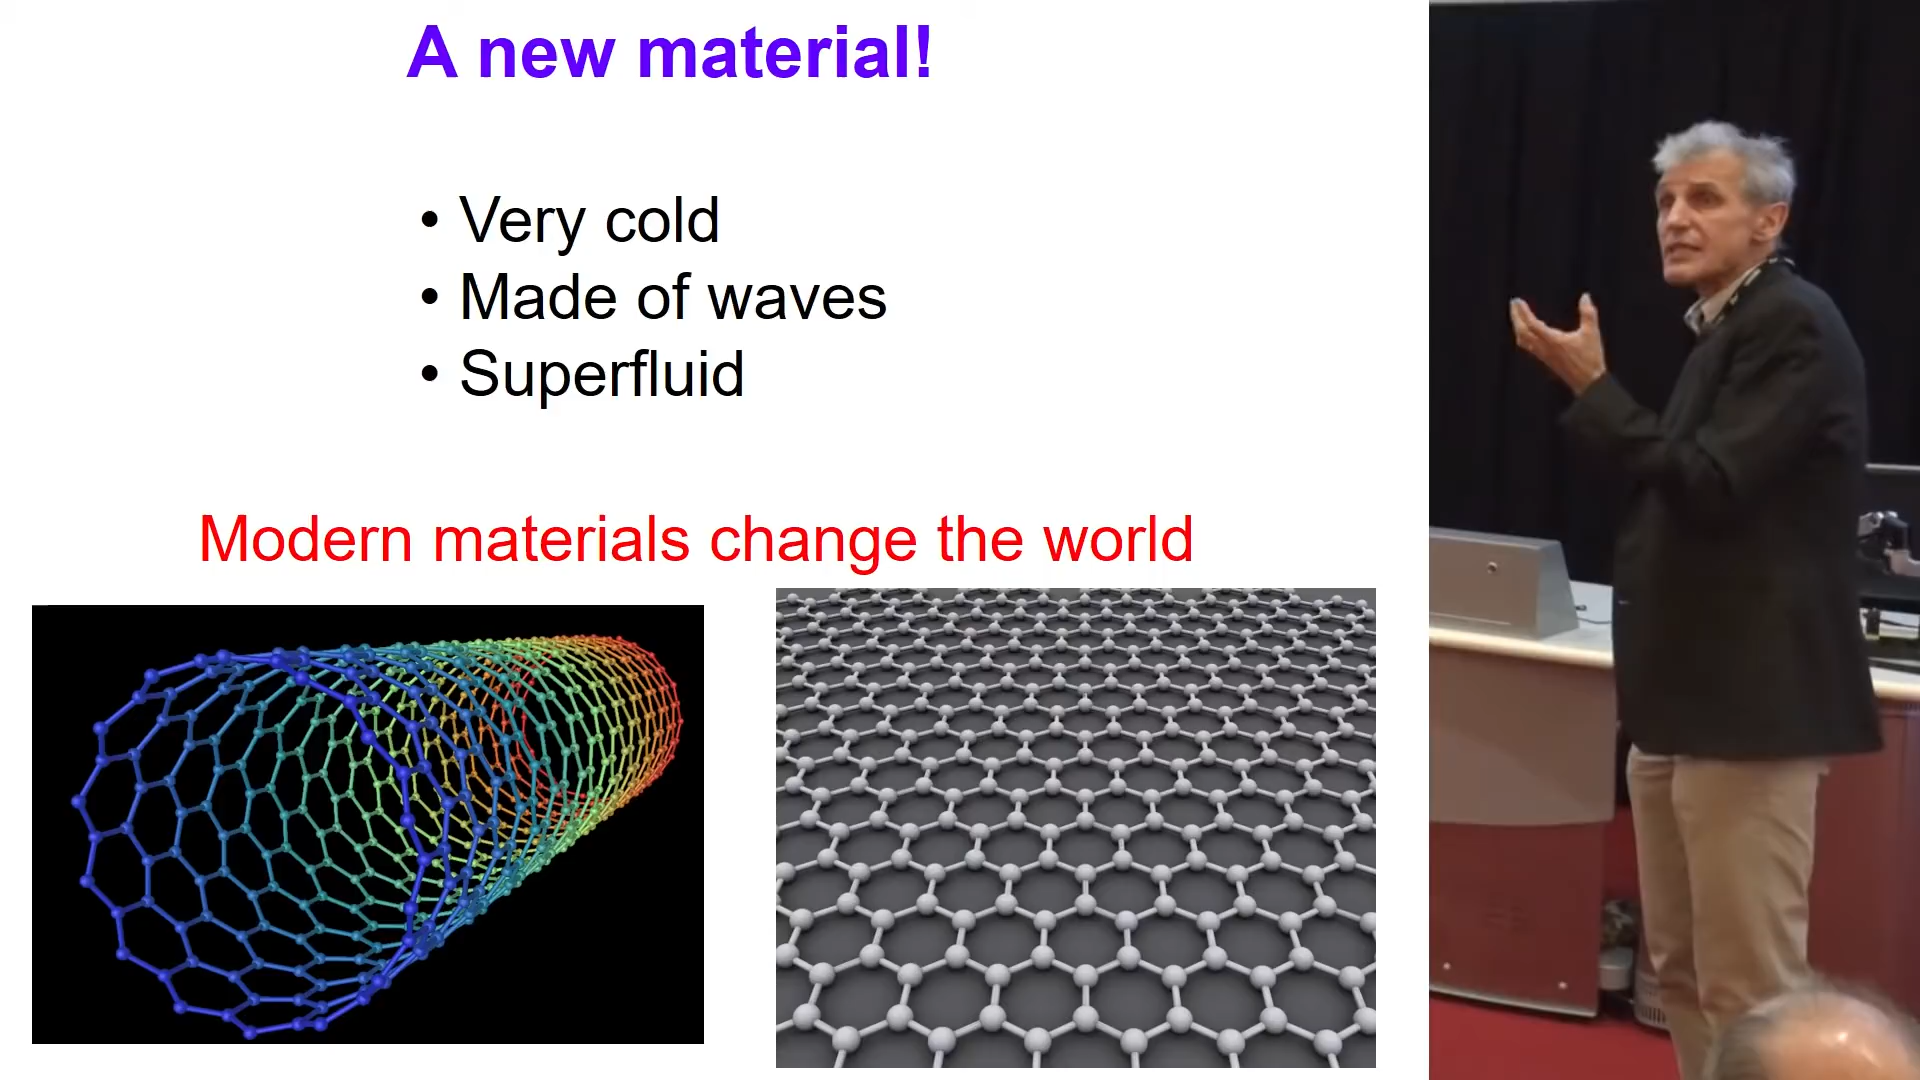 A new material!
• Very cold
• Made of waves
• Superfluid
Modern materials change the world